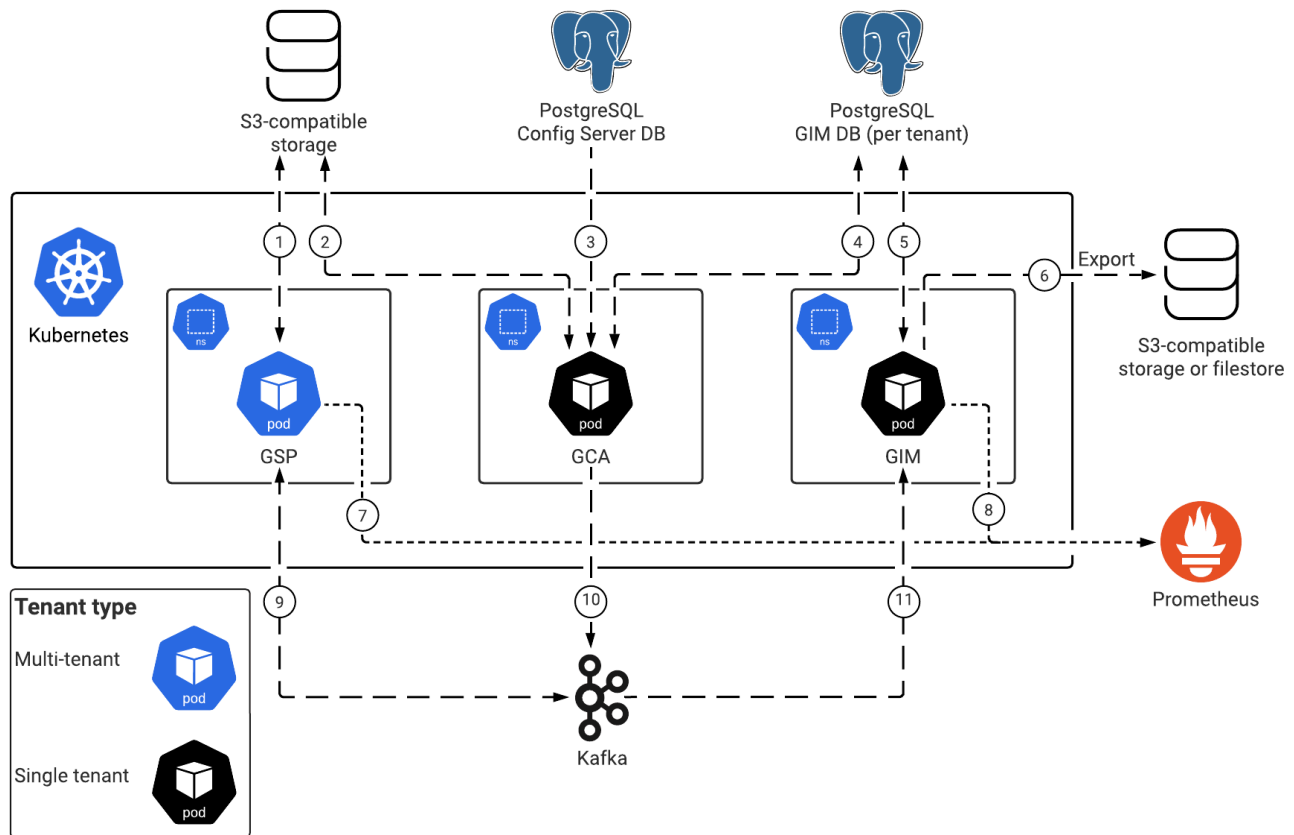 S3-compatible
storage
PostgreSQL
Config Server DB
PostgreSQL
GIM DB (per tenant)
1
2
3
4
5
Export
6
Kubernetes
ns
ns
ns
S3-compatible
storage or filestore
pod
pod
pod
GSP
GCA
GIM
7
8
Prometheus
9
10
11
Tenant type
Multi-tenant
pod
Kafka
Single tenant
pod